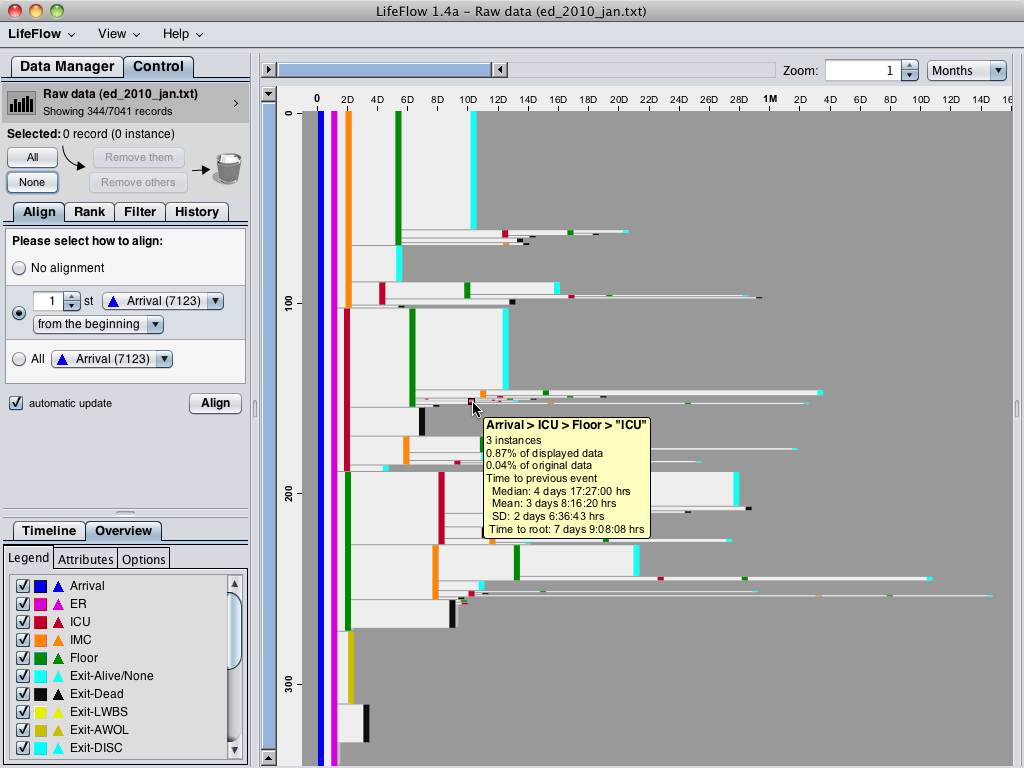 LifeFlow 1.4a - Raw data (ed_2010_jan.txt)
LifeFlow View Help
Data Manager Control
Raw data (ed_2010_jan.txt)
Showing 344/7041 records
Selected: 0 record (0 instance)
All
None
Remove them
Remove others
Align Rank Filter History
Please select how to align:
No alignment
1 st Arrival (7123)
from the beginning
All Arrival (7123)
automatic update
Align
Timeline Overview
Legend Attributes Options
Arrival
ER
ICU
IMC
Floor
Exit-Alive/None
Exit-Dead
Exit-LWBS
Exit-AWOL
Exit-DISC
Zoom: 1 Months
0 2D 4D 6D 8D 10D 12D 14D 16D 18D 20D 22D 24D 26D 28D 1M 2D 4D 6D 8D 10D 12D 14D
0
100
200
300
Arrival > ICU > Floor > "ICU"
3 instances
0.87% of displayed data
0.04% of original data
Time to previous event
Median: 4 days 17:27:00 hrs
Mean: 3 days 8:16:20 hrs
SD: 2 days 6:36:43 hrs
Time to root: 7 days 9:08:08 hrs